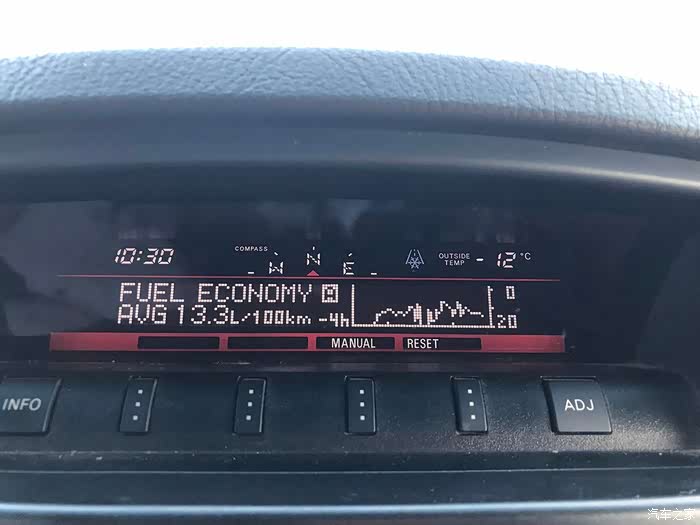 COMPASS
10:30 W N E OUTSIDE TEMP -12 °C
FUEL ECONOMY M 0
AVG 13.3L/100km -4h 20
MANUAL RESET
INFO ADJ
汽车之家